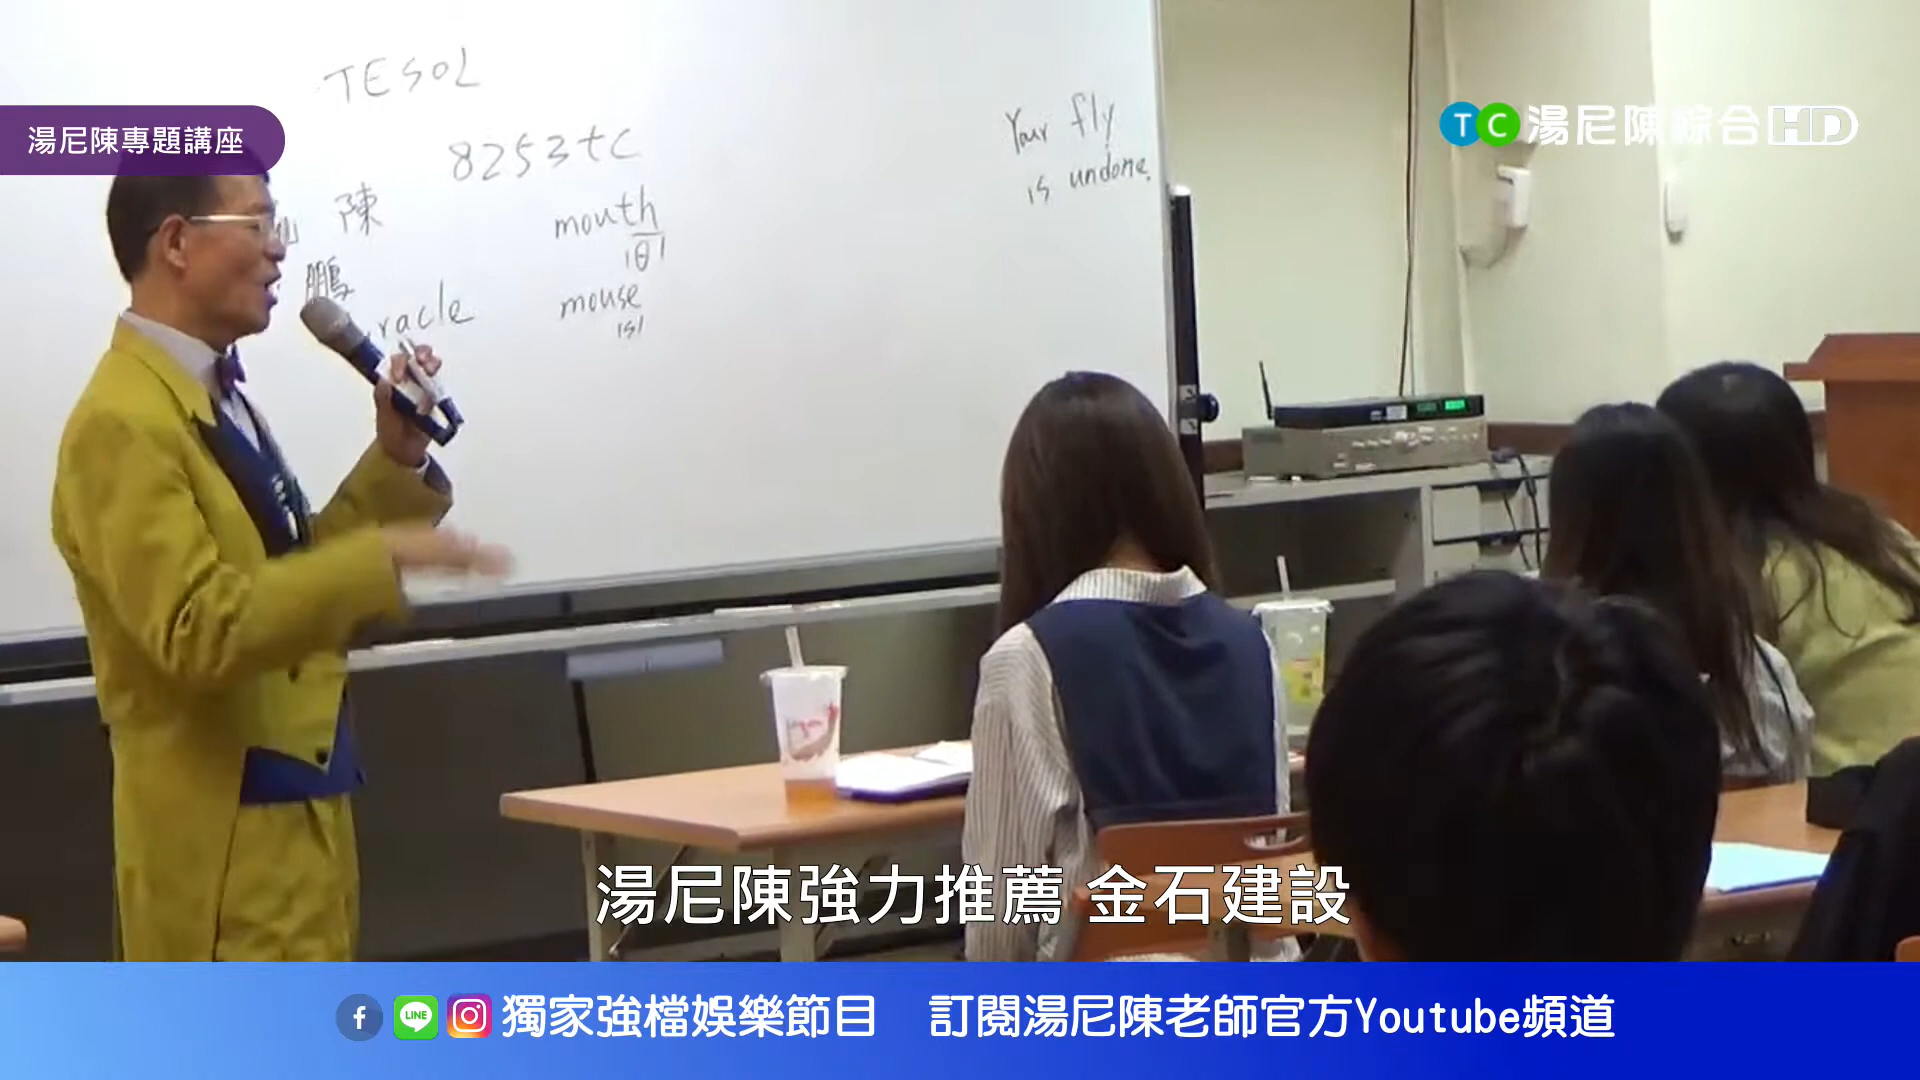 TESOL
湯尼陳專題講座
8253tc
Your fly
is undone.
TC 湯尼陳綜合HD
陳
mouth
/θ/
鵬
racle
mouse
/s/
湯尼陳強力推薦 金石建設
LINE 獨家強檔娛樂節目 訂閱湯尼陳老師官方Youtube頻道